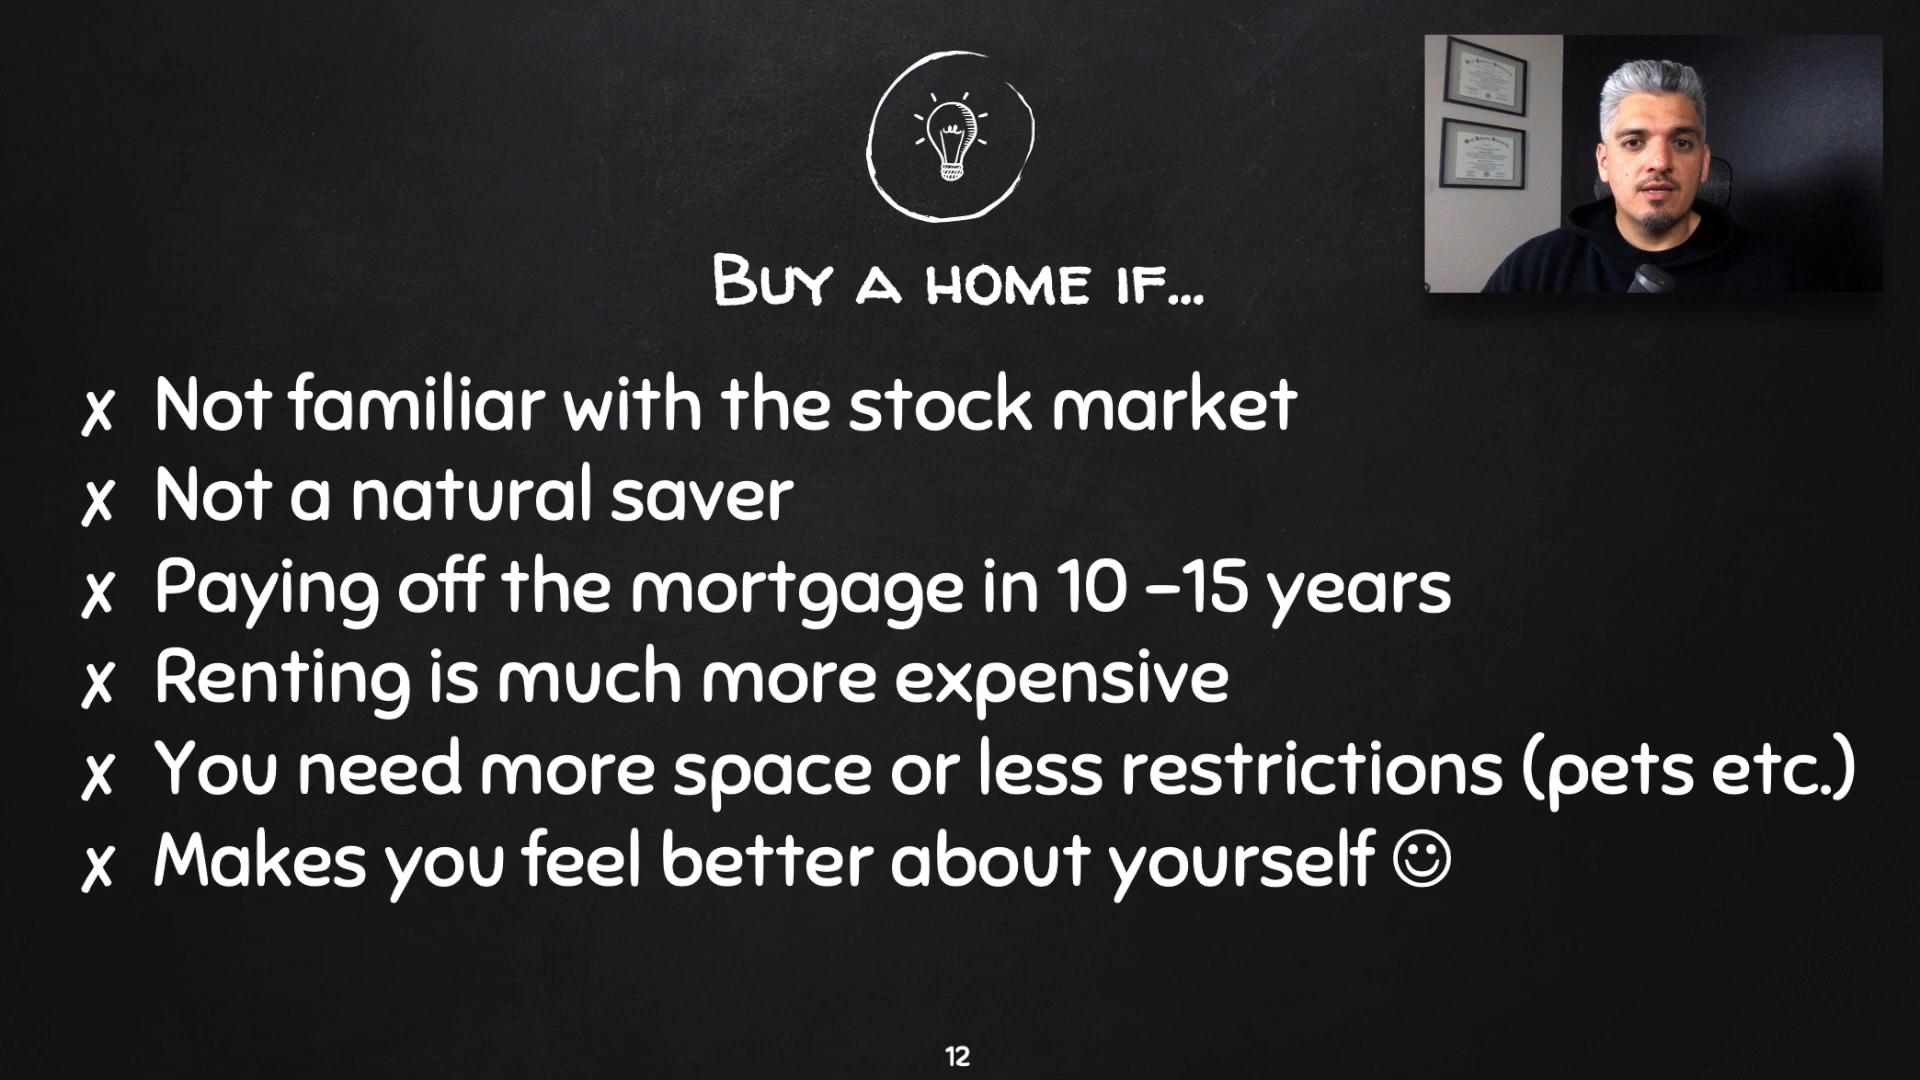 Buy a home if...
✗ Not familiar with the stock market
✗ Not a natural saver
✗ Paying off the mortgage in 10 –15 years
✗ Renting is much more expensive
✗ You need more space or less restrictions (pets etc.)
✗ Makes you feel better about yourself ☺
12